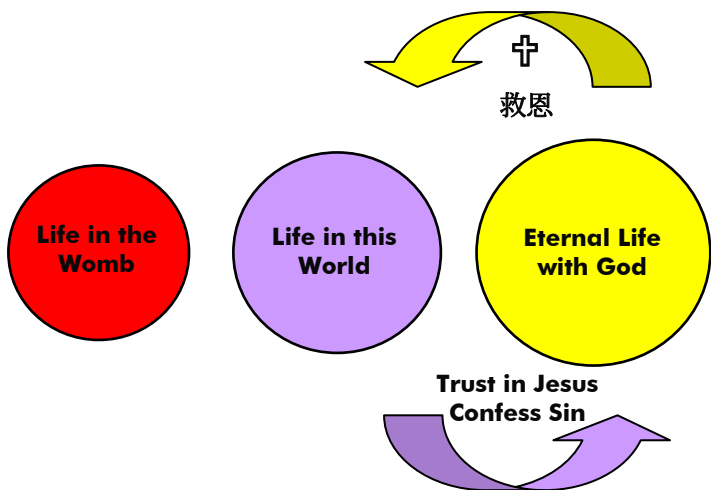 救恩
Life in the
Womb
Life in this
World
Eternal Life
with God
Trust in Jesus
Confess Sin